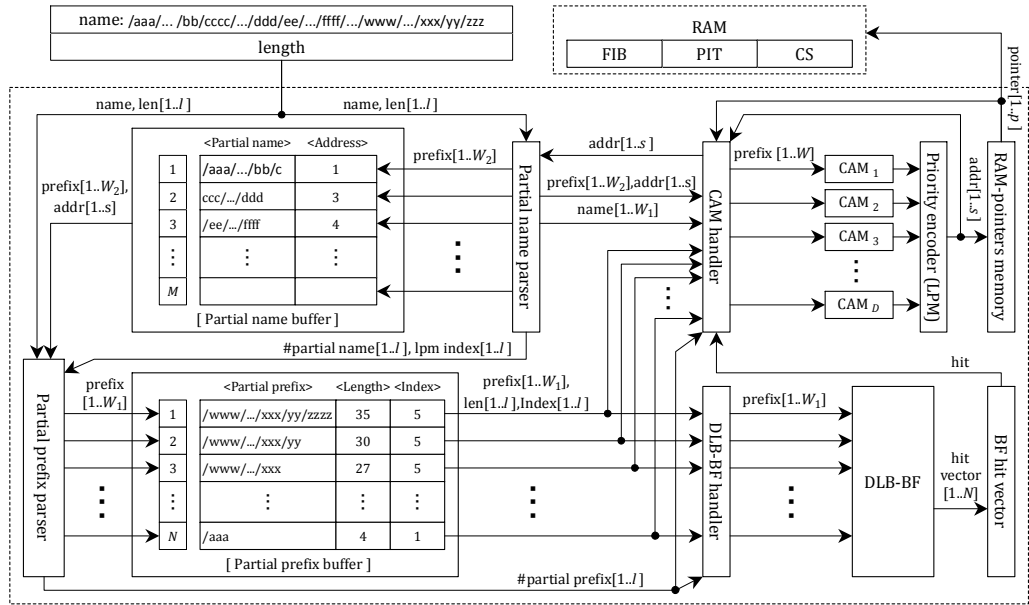 name: /aaa/... /bb/cccc/.../ddd/ee/.../ffff/.../www/.../xxx/yy/zzz
length
RAM
FIB PIT CS
pointer[1..p]
name, len[1..l] name, len[1..l]
<Partial name> <Address>
1 /aaa/.../bb/c 1
2 ccc/.../ddd 3
3 /ee/.../ffff 4
⋮ ⋮ ⋮
M
[ Partial name buffer ]
prefix[1..W₂],
addr[1..s]
prefix[1..W₂]
Partial name parser
addr[1..s]
prefix[1..W₂],addr[1..s]
name[1..W₁]
CAM handler
prefix [1..W]
CAM ₁
CAM ₂
CAM ₃
⋮
CAM D
Priority encoder (LPM)
addr[1..s]
RAM-pointers memory
#partial name[1..l], lpm index[1..l]
Partial prefix parser
prefix
[1..W₁]
<Partial prefix> <Length> <Index>
1 /www/.../xxx/yy/zzzz 35 5
2 /www/.../xxx/yy 30 5
3 /www/.../xxx 27 5
⋮ ⋮ ⋮ ⋮
N /aaa 4 1
[ Partial prefix buffer ]
prefix[1..W₁],
len[1..l],Index[1..l]
#partial prefix[1..l]
DLB-BF handler
prefix[1..W₁]
DLB-BF
hit
hit
vector
[1..N]
BF hit vector